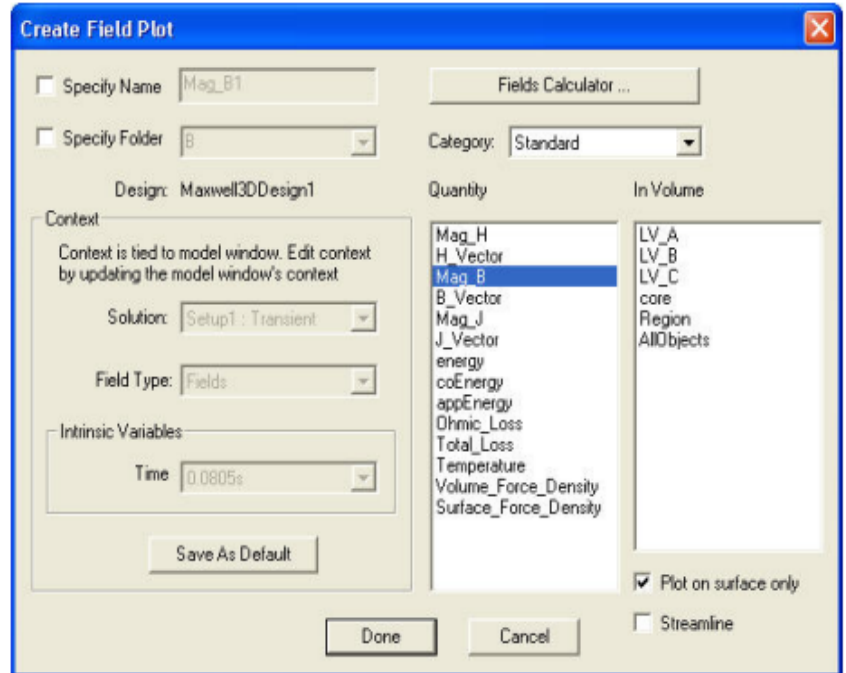 Create Field Plot
Specify Name
Mag_B1
Fields Calculator ...
Specify Folder
B
Category:
Standard
Design:
Maxwell3DDesign1
Context
Context is tied to model window. Edit context
by updating the model window's context
Solution:
Setup1 : Transient
Field Type:
Fields
Intrinsic Variables
Time
0.0805s
Save As Default
Quantity
Mag_H
H_Vector
Mag_B
B_Vector
Mag_J
J_Vector
energy
coEnergy
appEnergy
Ohmic_Loss
Total_Loss
Temperature
Volume_Force_Density
Surface_Force_Density
In Volume
LV_A
LV_B
LV_C
core
Region
AllObjects
Plot on surface only
Streamline
Done
Cancel